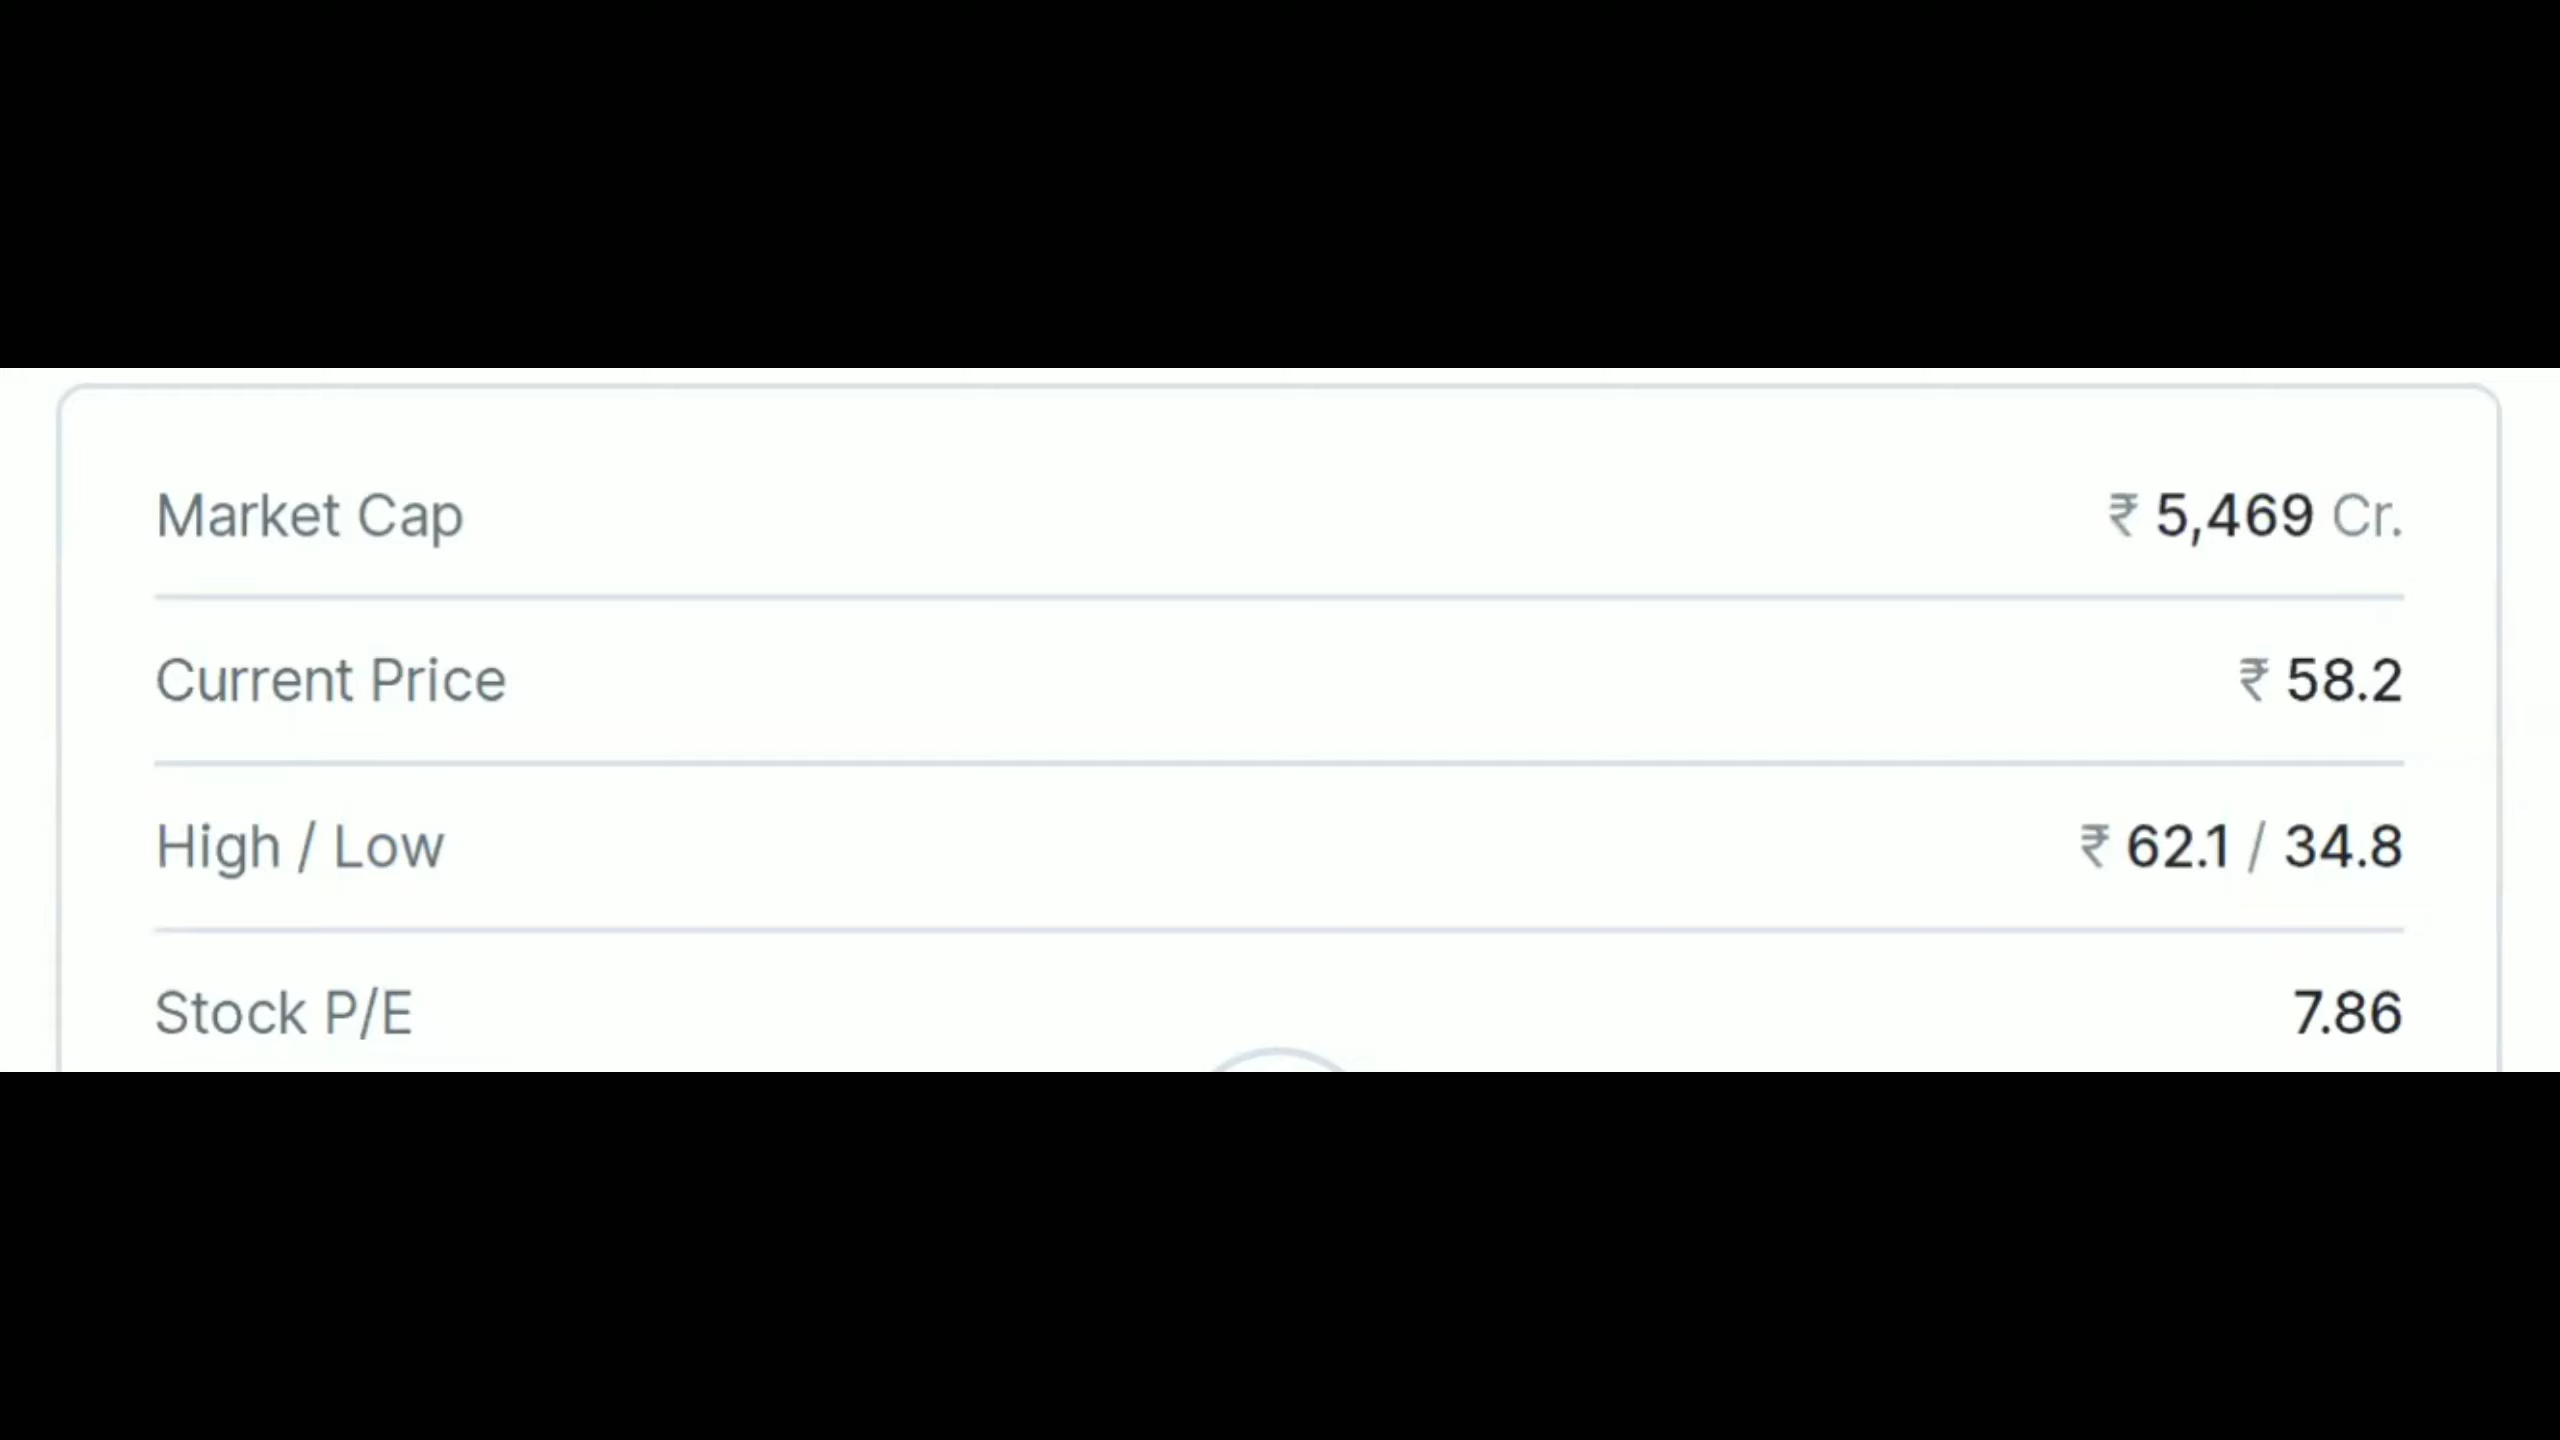 Market Cap ₹ 5,469 Cr.
Current Price ₹ 58.2
High / Low ₹ 62.1 / 34.8
Stock P/E 7.86